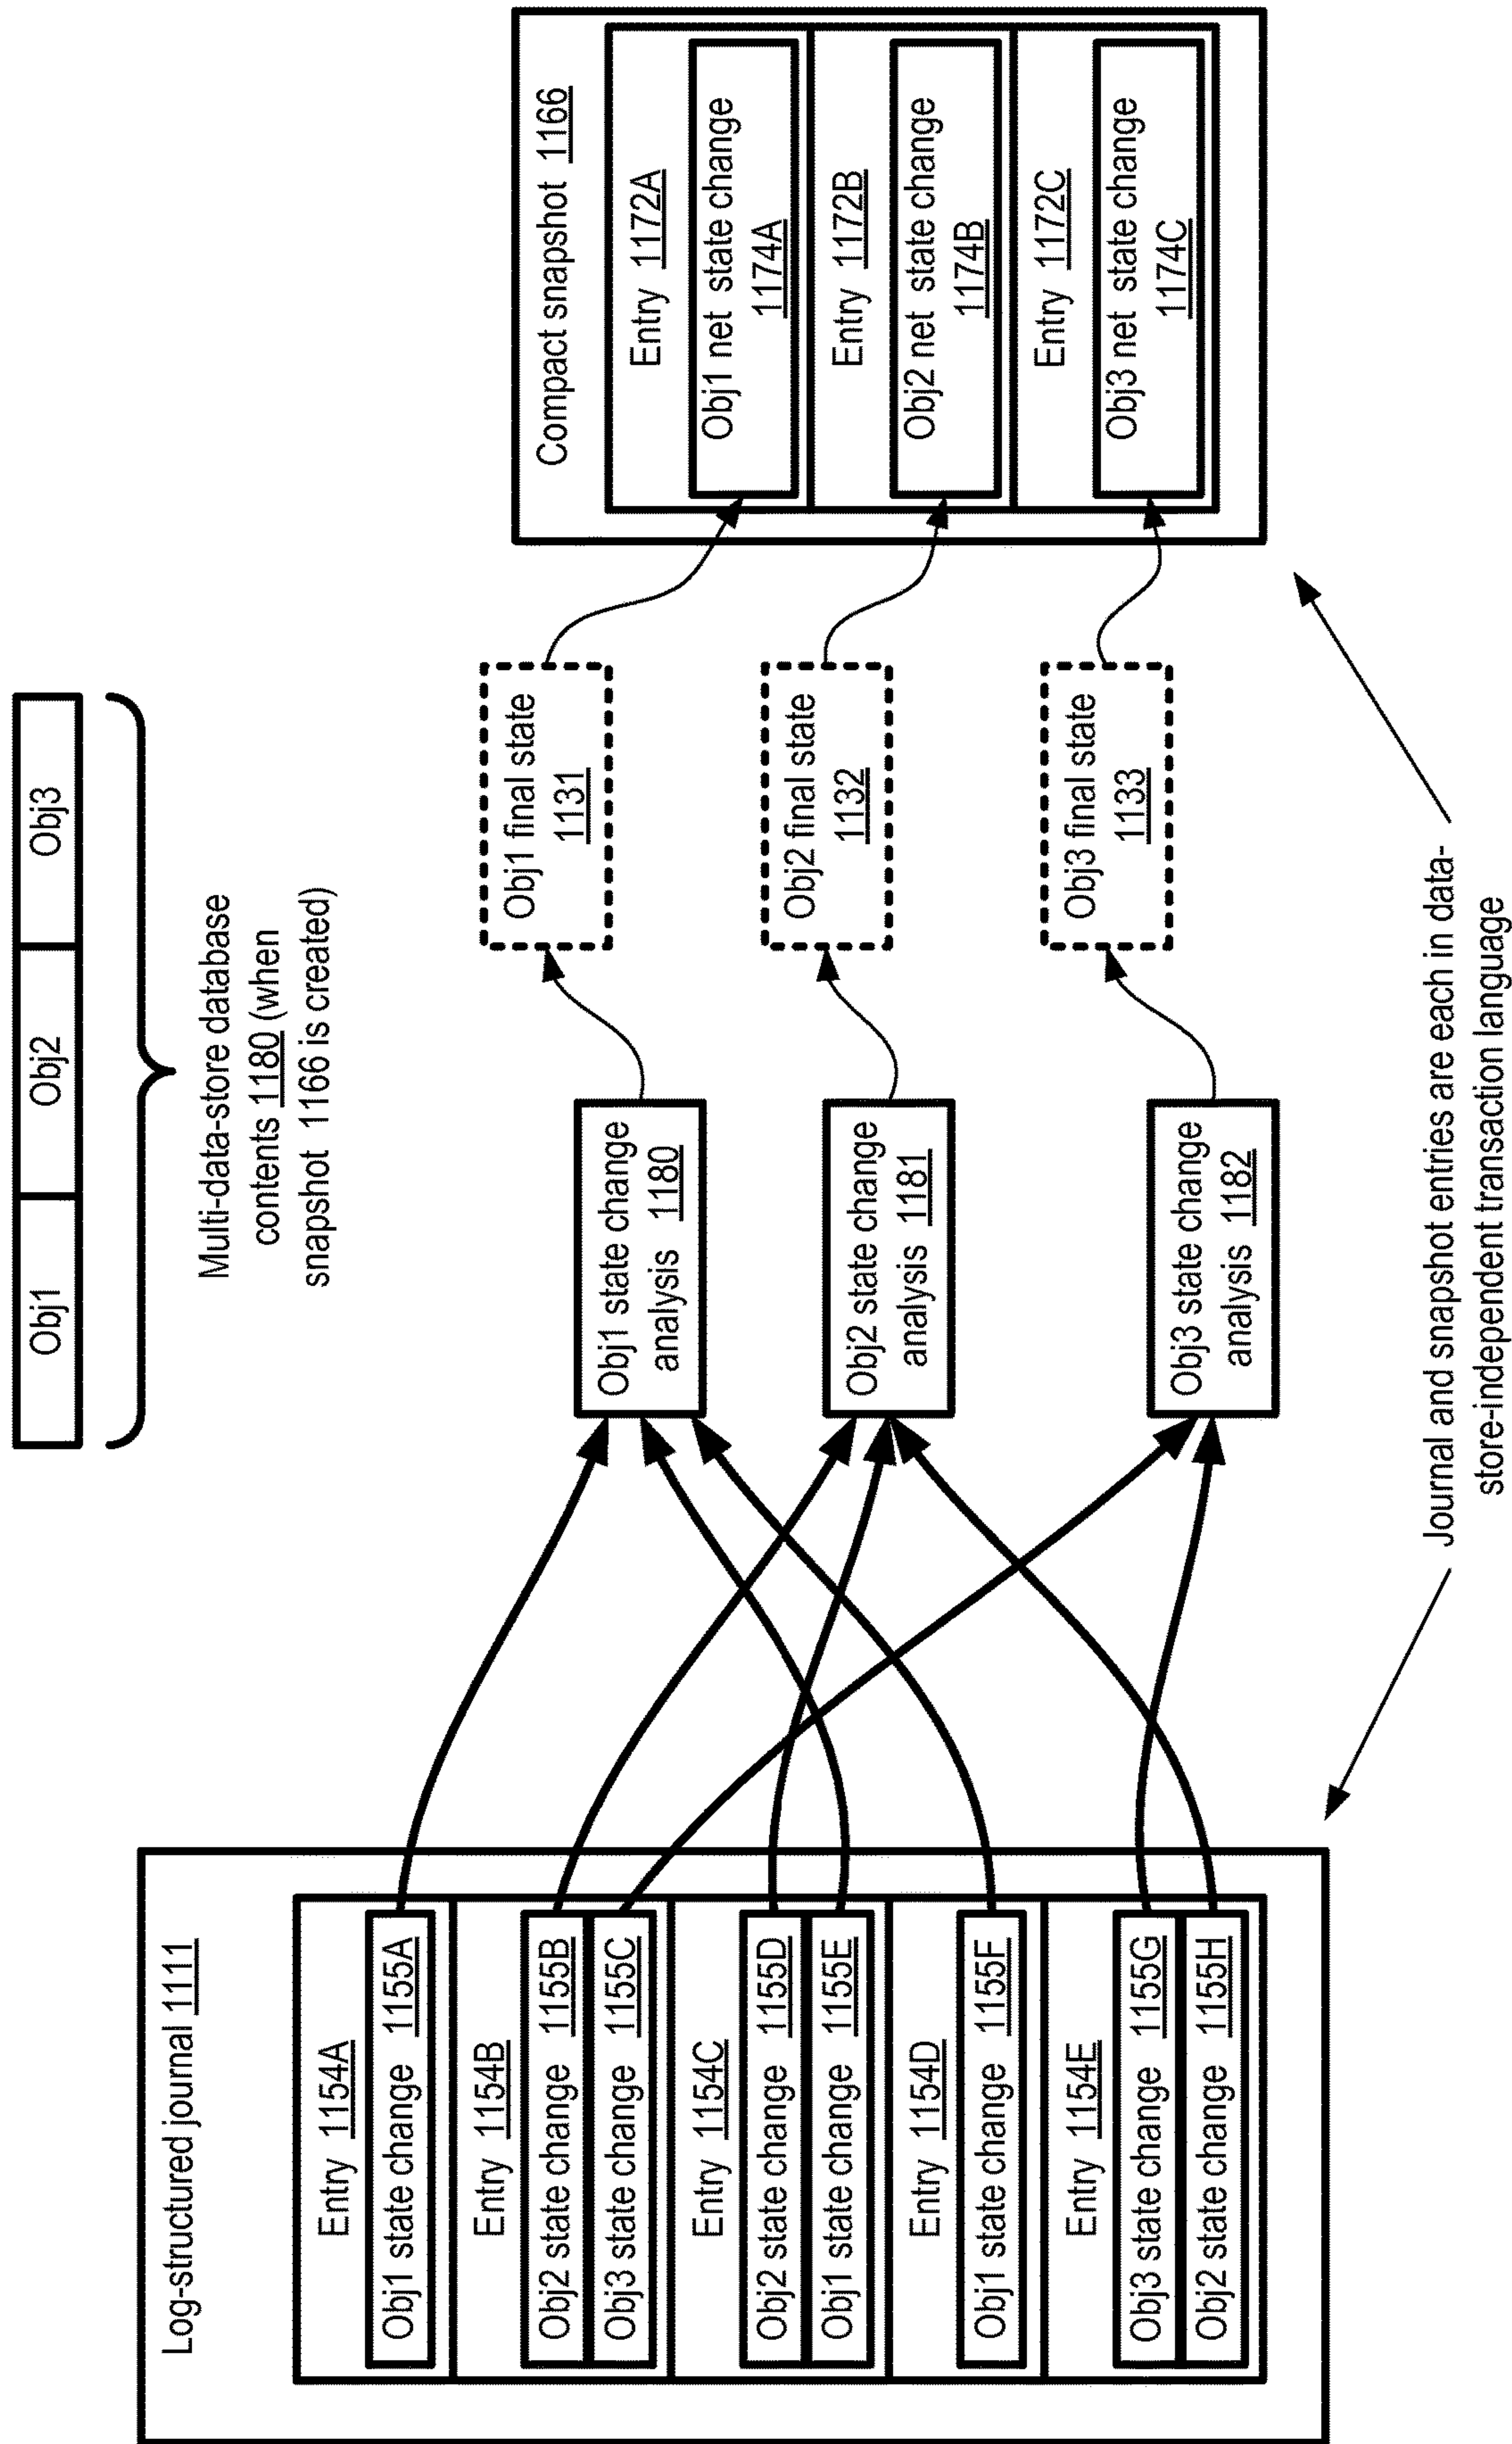 Obj1
Obj2
Obj3
Multi-data-store database
contents 1180 (when
snapshot 1166 is created)
Log-structured journal 1111
Entry 1154A
Obj1 state change 1155A
Entry 1154B
Obj2 state change 1155B
Obj3 state change 1155C
Entry 1154C
Obj2 state change 1155D
Obj1 state change 1155E
Entry 1154D
Obj1 state change 1155F
Entry 1154E
Obj3 state change 1155G
Obj2 state change 1155H
Obj1 state change
analysis 1180
Obj2 state change
analysis 1181
Obj3 state change
analysis 1182
Obj1 final state
1131
Obj2 final state
1132
Obj3 final state
1133
Compact snapshot 1166
Entry 1172A
Obj1 net state change
1174A
Entry 1172B
Obj2 net state change
1174B
Entry 1172C
Obj3 net state change
1174C
Journal and snapshot entries are each in data-
store-independent transaction language